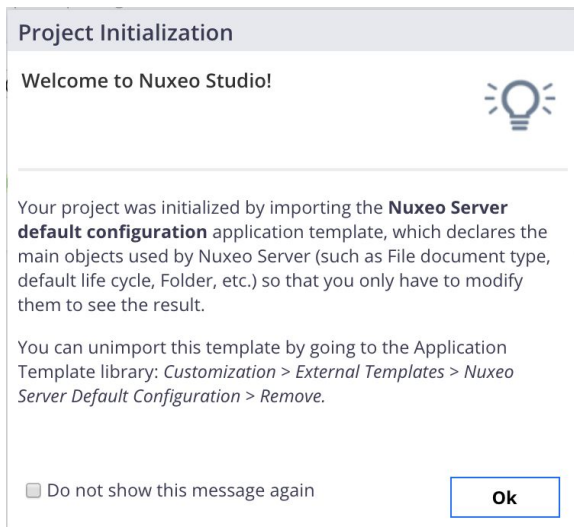 Project Initialization
Welcome to Nuxeo Studio!
Your project was initialized by importing the Nuxeo Server
default configuration application template, which declares the
main objects used by Nuxeo Server (such as File document type,
default life cycle, Folder, etc.) so that you only have to modify
them to see the result.
You can unimport this template by going to the Application
Template library: Customization > External Templates > Nuxeo
Server Default Configuration > Remove.
Do not show this message again
Ok